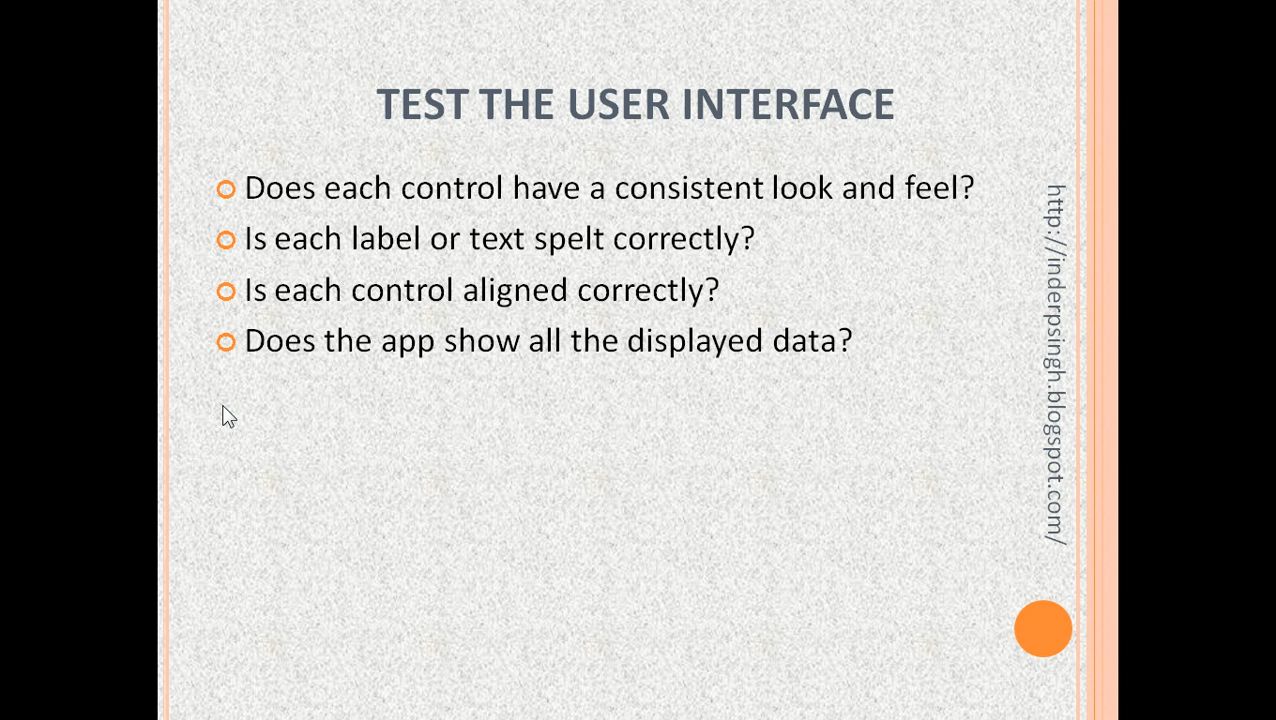 TEST THE USER INTERFACE
Does each control have a consistent look and feel?
Is each label or text spelt correctly?
Is each control aligned correctly?
Does the app show all the displayed data?
http://inderpsingh.blogspot.com/